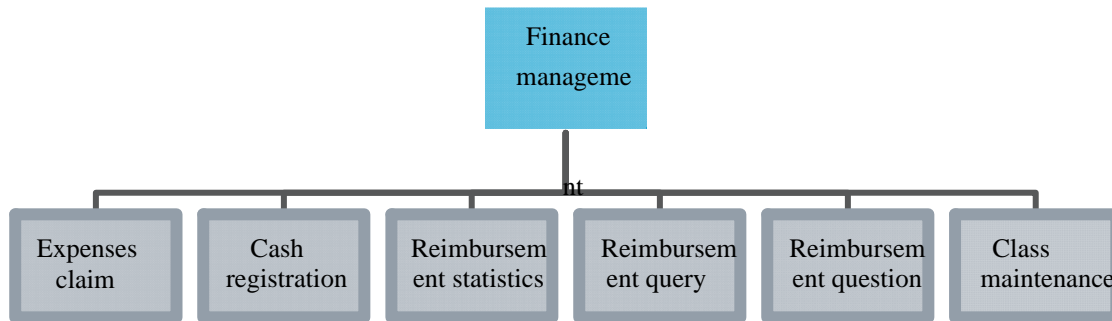 Finance
manageme
nt
Expenses
claim
Cash
registration
Reimbursem
ent statistics
Reimbursem
ent query
Reimbursem
ent question
Class
maintenance